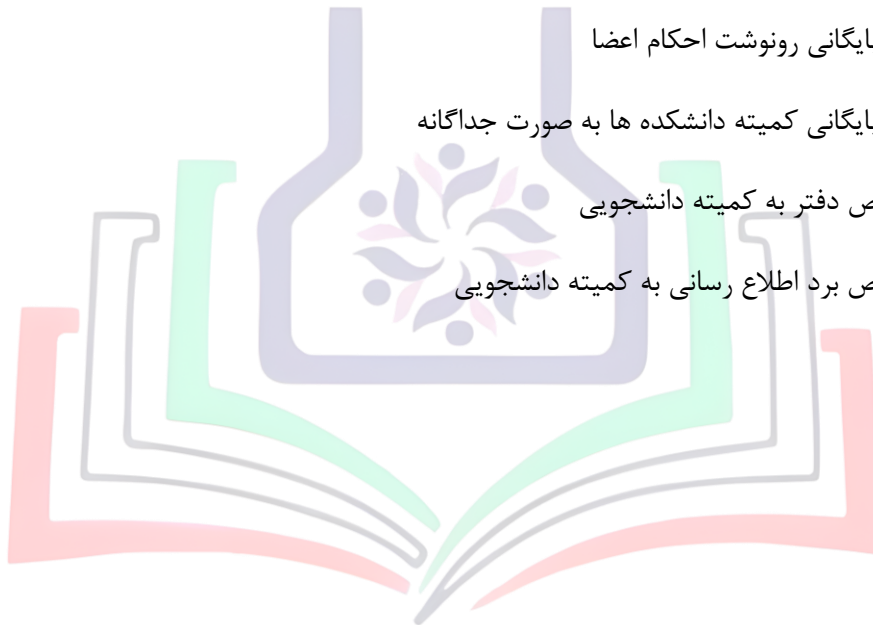 رونوشت احکام اعضا
کمیته دانشکده ها به صورت جداگانه
دفتر به کمیته دانشجویی
برد اطلاع رسانی به کمیته دانشجویی